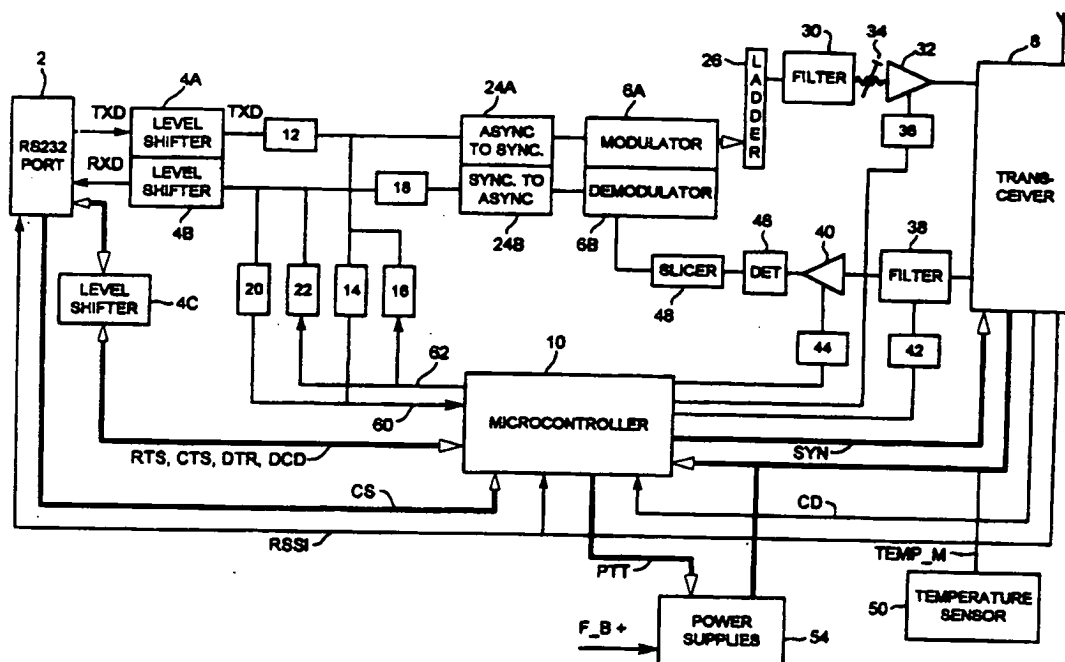 30
34
32
8
26
LADDER
FILTER
2
4A
TXD
TXD
24A
6A
36
RS232 PORT
LEVEL SHIFTER
12
ASYNC TO SYNC.
MODULATOR
TRANS-CEIVER
RXD
LEVEL SHIFTER
18
SYNC. TO ASYNC
DEMODULATOR
4B
24B
6B
46
40
38
SLICER
DET
FILTER
48
LEVEL SHIFTER
4C
20
22
14
16
44
42
62
10
60
MICROCONTROLLER
RTS, CTS, DTR, DCD
SYN
CS
CD
RSSI
PTT
TEMP_M
50
TEMPERATURE SENSOR
F_B +
POWER SUPPLIES
54